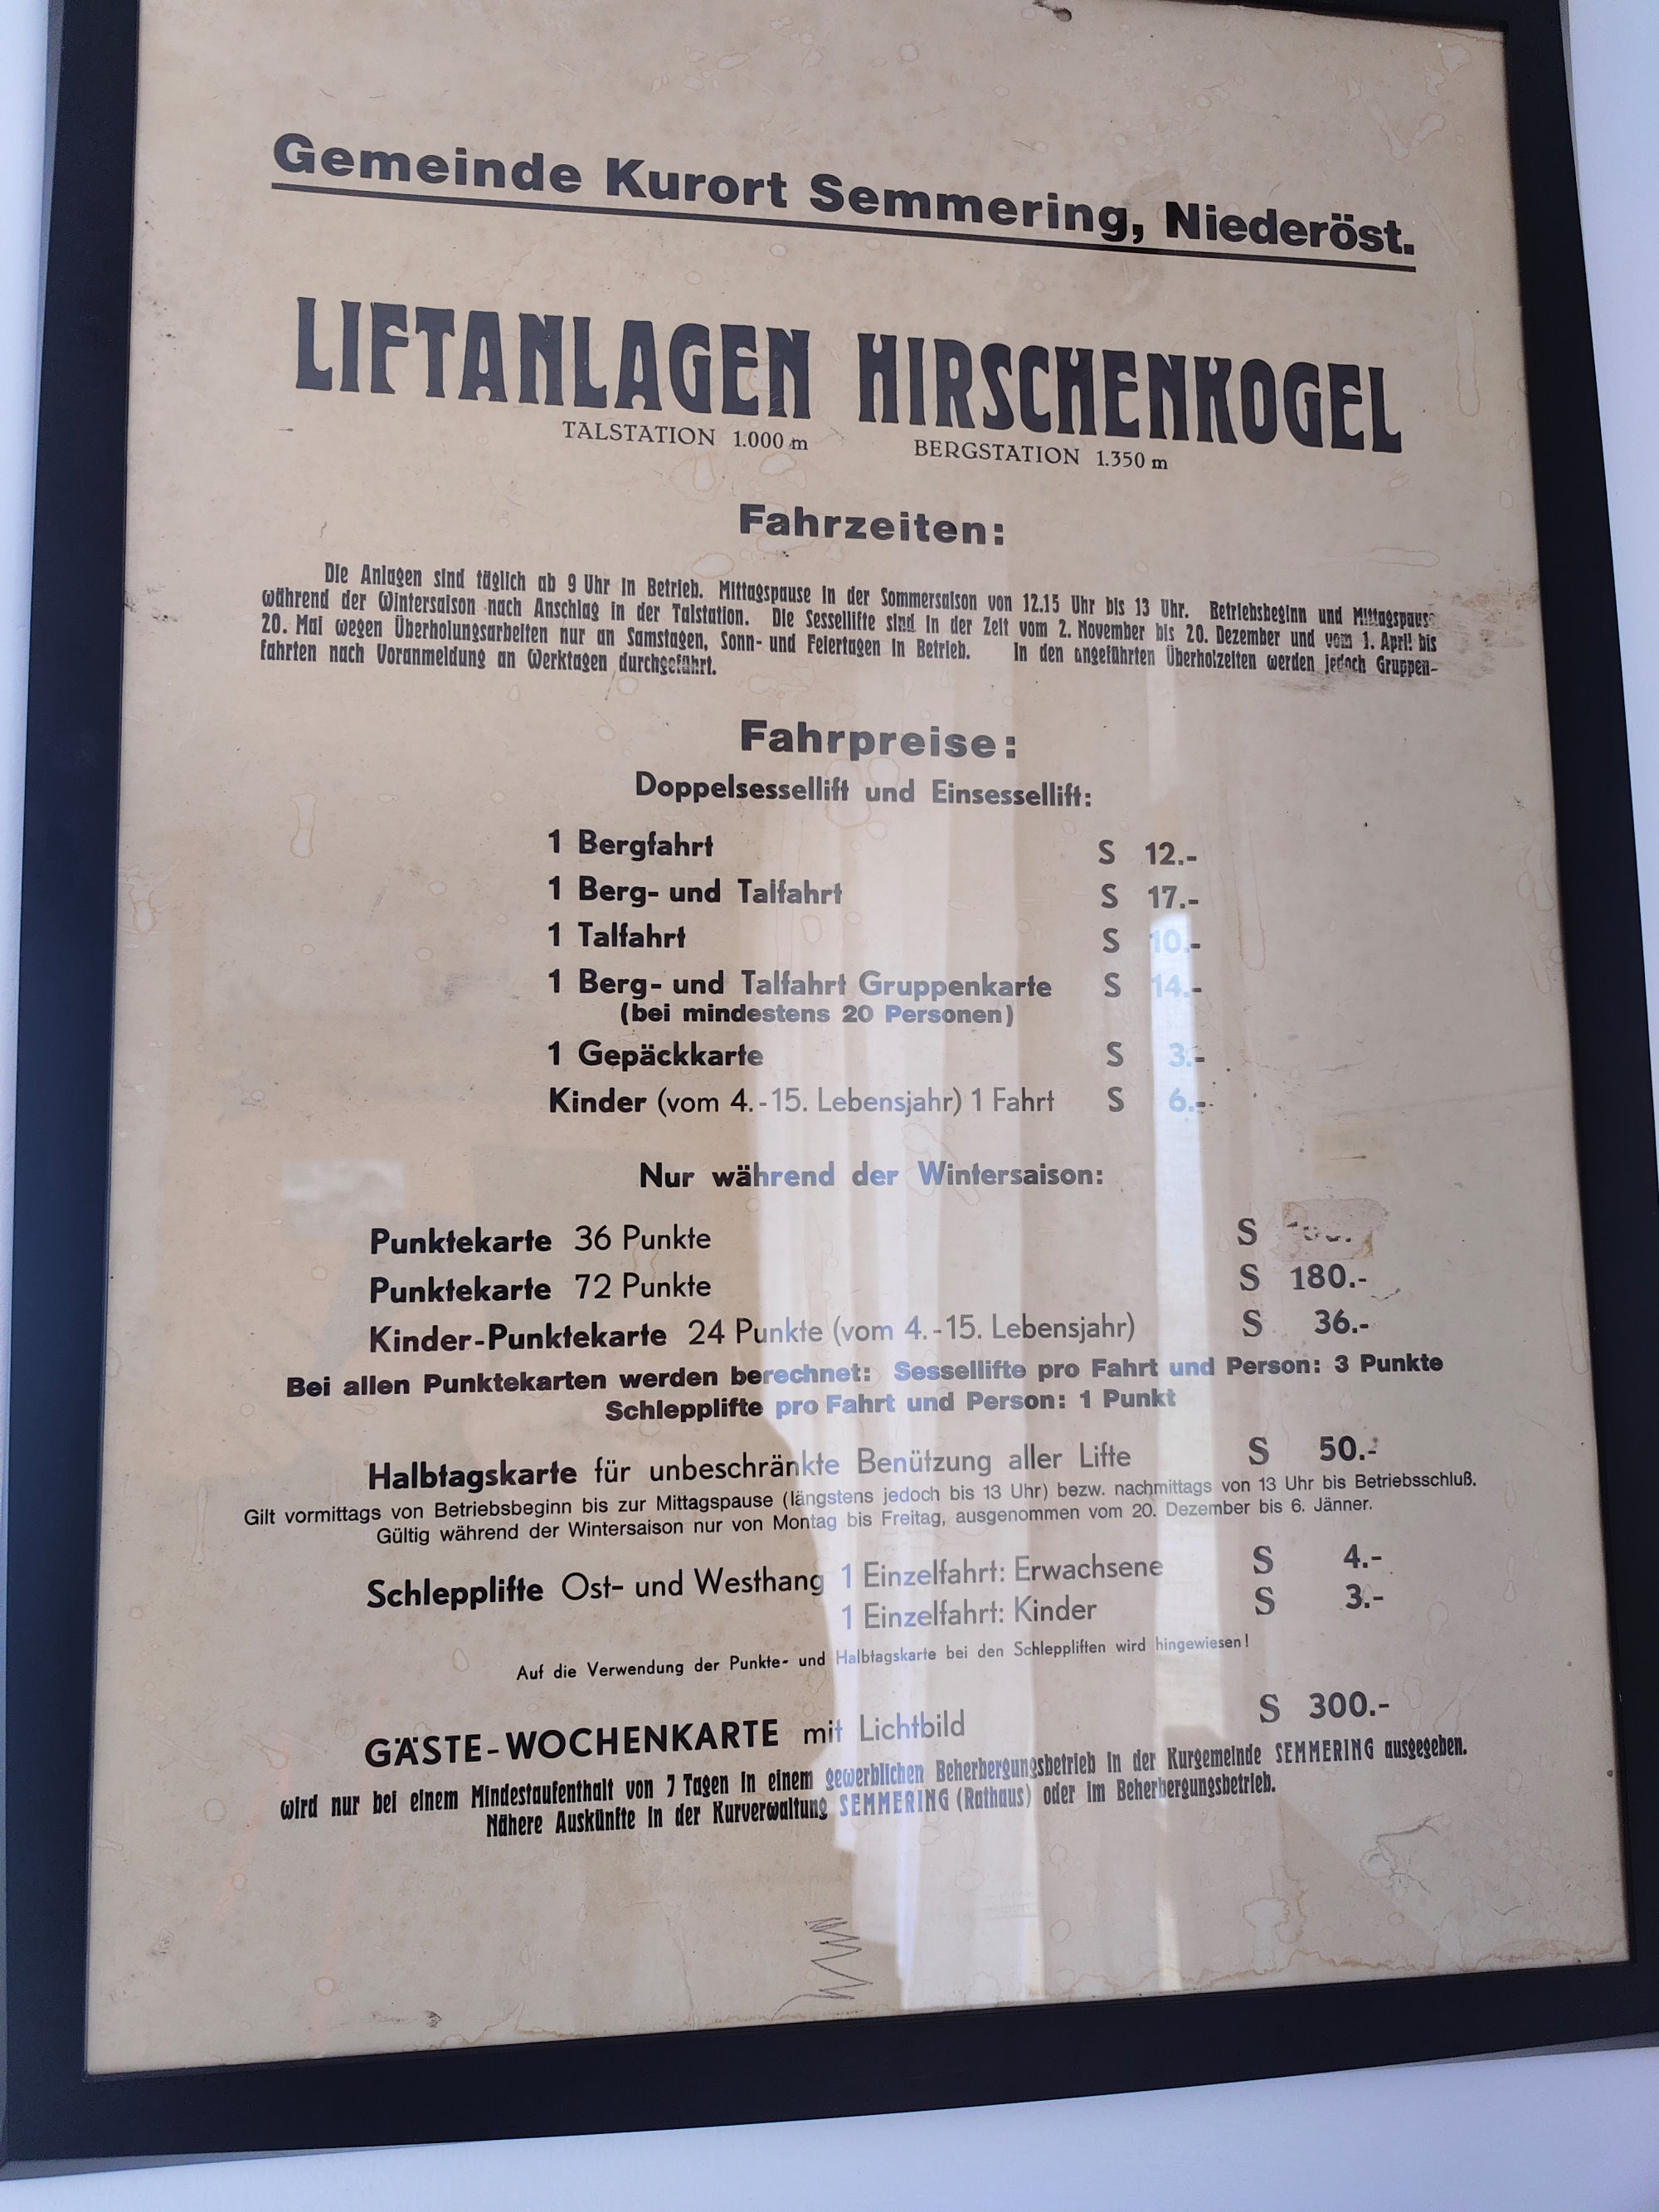 Gemeinde Kurort Semmering, Niederöst.
LIFTANLAGEN HIRSCHENKOGEL
TALSTATION 1.000 m BERGSTATION 1.350 m
Fahrzeiten:
Die Anlagen sind täglich ab 9 Uhr in Betrieb. Mittagspause in der Sommersaison von 12.15 Uhr bis 13 Uhr. Betriebsbeginn und Mittagspause
während der Wintersaison nach Anschlag in der Talstation. Die Sessellifte sind in der Zeit vom 2. November bis 20. Dezember und vom 1. April bis
20. Mai wegen Überholungsarbeiten nur an Samstagen, Sonn- und Feiertagen in Betrieb. In den angeführten Überholzeiten werden jedoch Gruppen-
fahrten nach Voranmeldung an Werktagen durchgeführt.
Fahrpreise:
Doppelsessellift und Einsessellift:
1 Bergfahrt S 12.-
1 Berg- und Talfahrt S 17.-
1 Talfahrt S 10.-
1 Berg- und Talfahrt Gruppenkarte S 14.-
(bei mindestens 20 Personen)
1 Gepäckkarte S 3.-
Kinder (vom 4.-15. Lebensjahr) 1 Fahrt S 6.-
Nur während der Wintersaison:
Punktekarte 36 Punkte S
Punktekarte 72 Punkte S 180.-
Kinder-Punktekarte 24 Punkte (vom 4.-15. Lebensjahr) S 36.-
Bei allen Punktekarten werden berechnet: Sessellifte pro Fahrt und Person: 3 Punkte
Schlepplifte pro Fahrt und Person: 1 Punkt
Halbtagskarte für unbeschränkte Benützung aller Lifte S 50.-
Gilt vormittags von Betriebsbeginn bis zur Mittagspause (längstens jedoch bis 13 Uhr) bezw. nachmittags von 13 Uhr bis Betriebsschluß.
Gültig während der Wintersaison nur von Montag bis Freitag, ausgenommen vom 20. Dezember bis 6. Jänner.
Schlepplifte Ost- und Westhang 1 Einzelfahrt: Erwachsene S 4.-
1 Einzelfahrt: Kinder S 3.-
Auf die Verwendung der Punkte- und Halbtagskarte bei den Schleppliften wird hingewiesen!
GÄSTE-WOCHENKARTE mit Lichtbild S 300.-
wird nur bei einem Mindestaufenthalt von 7 Tagen in einem gewerblichen Beherbergungsbetrieb in der Kurgemeinde SEMMERING ausgegeben.
Nähere Auskünfte in der Kurverwaltung SEMMERING (Rathaus) oder im Beherbergungsbetrieb.